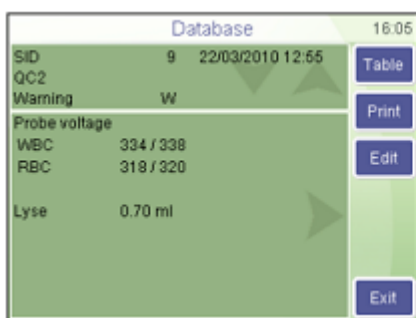 Database 16:05
SID 9 22/03/2010 12:55
QC2
Warning W
Probe voltage
WBC 334 / 338
RBC 318 / 320
Lyse 0.70 ml
Table
Print
Edit
Exit